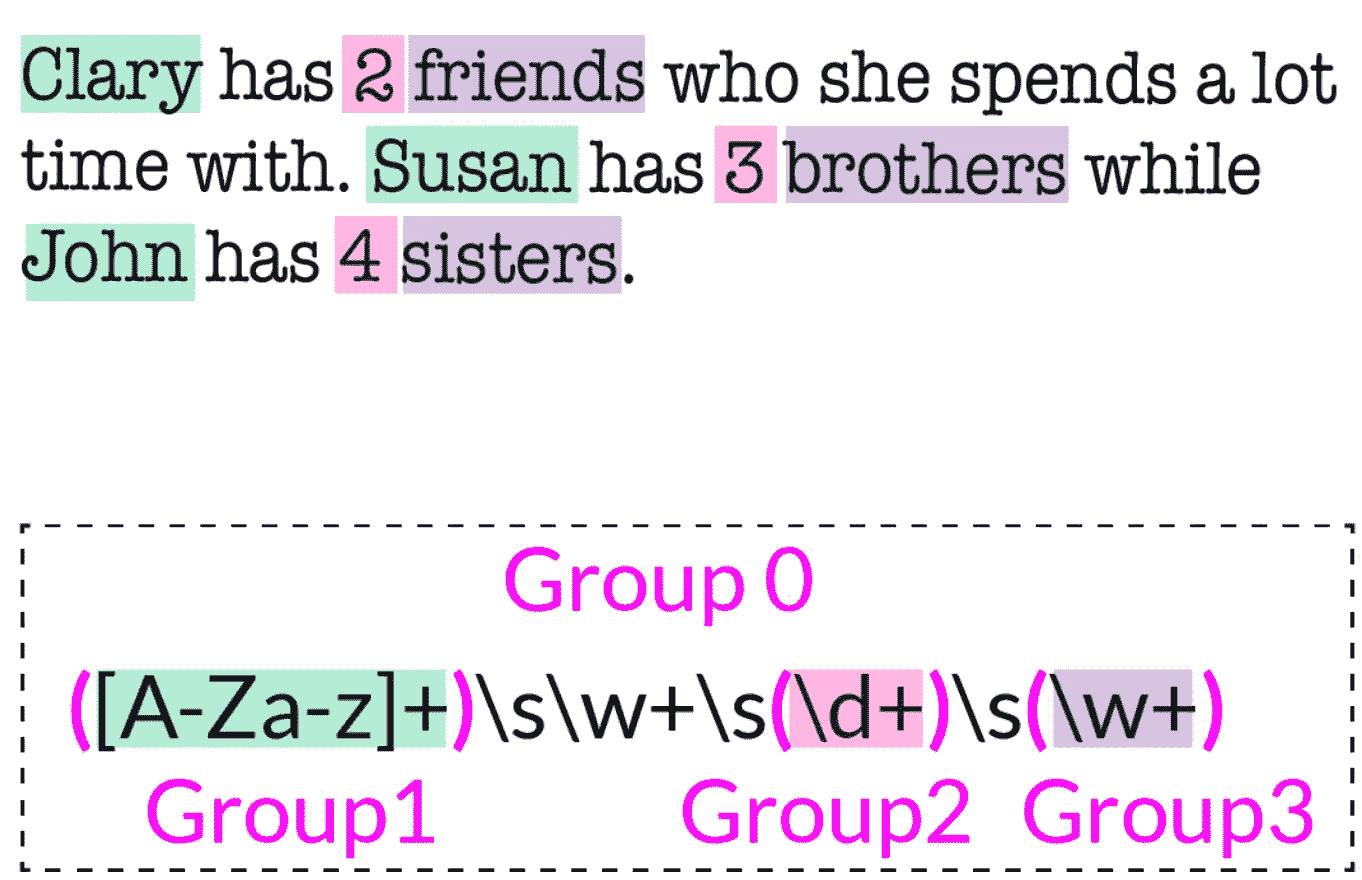 Clary has 2 friends who she spends a lot
time with. Susan has 3 brothers while
John has 4 sisters.
Group 0
([A-Za-z]+)\s\w+\s(\d+)\s(\w+)
Group1 Group2 Group3